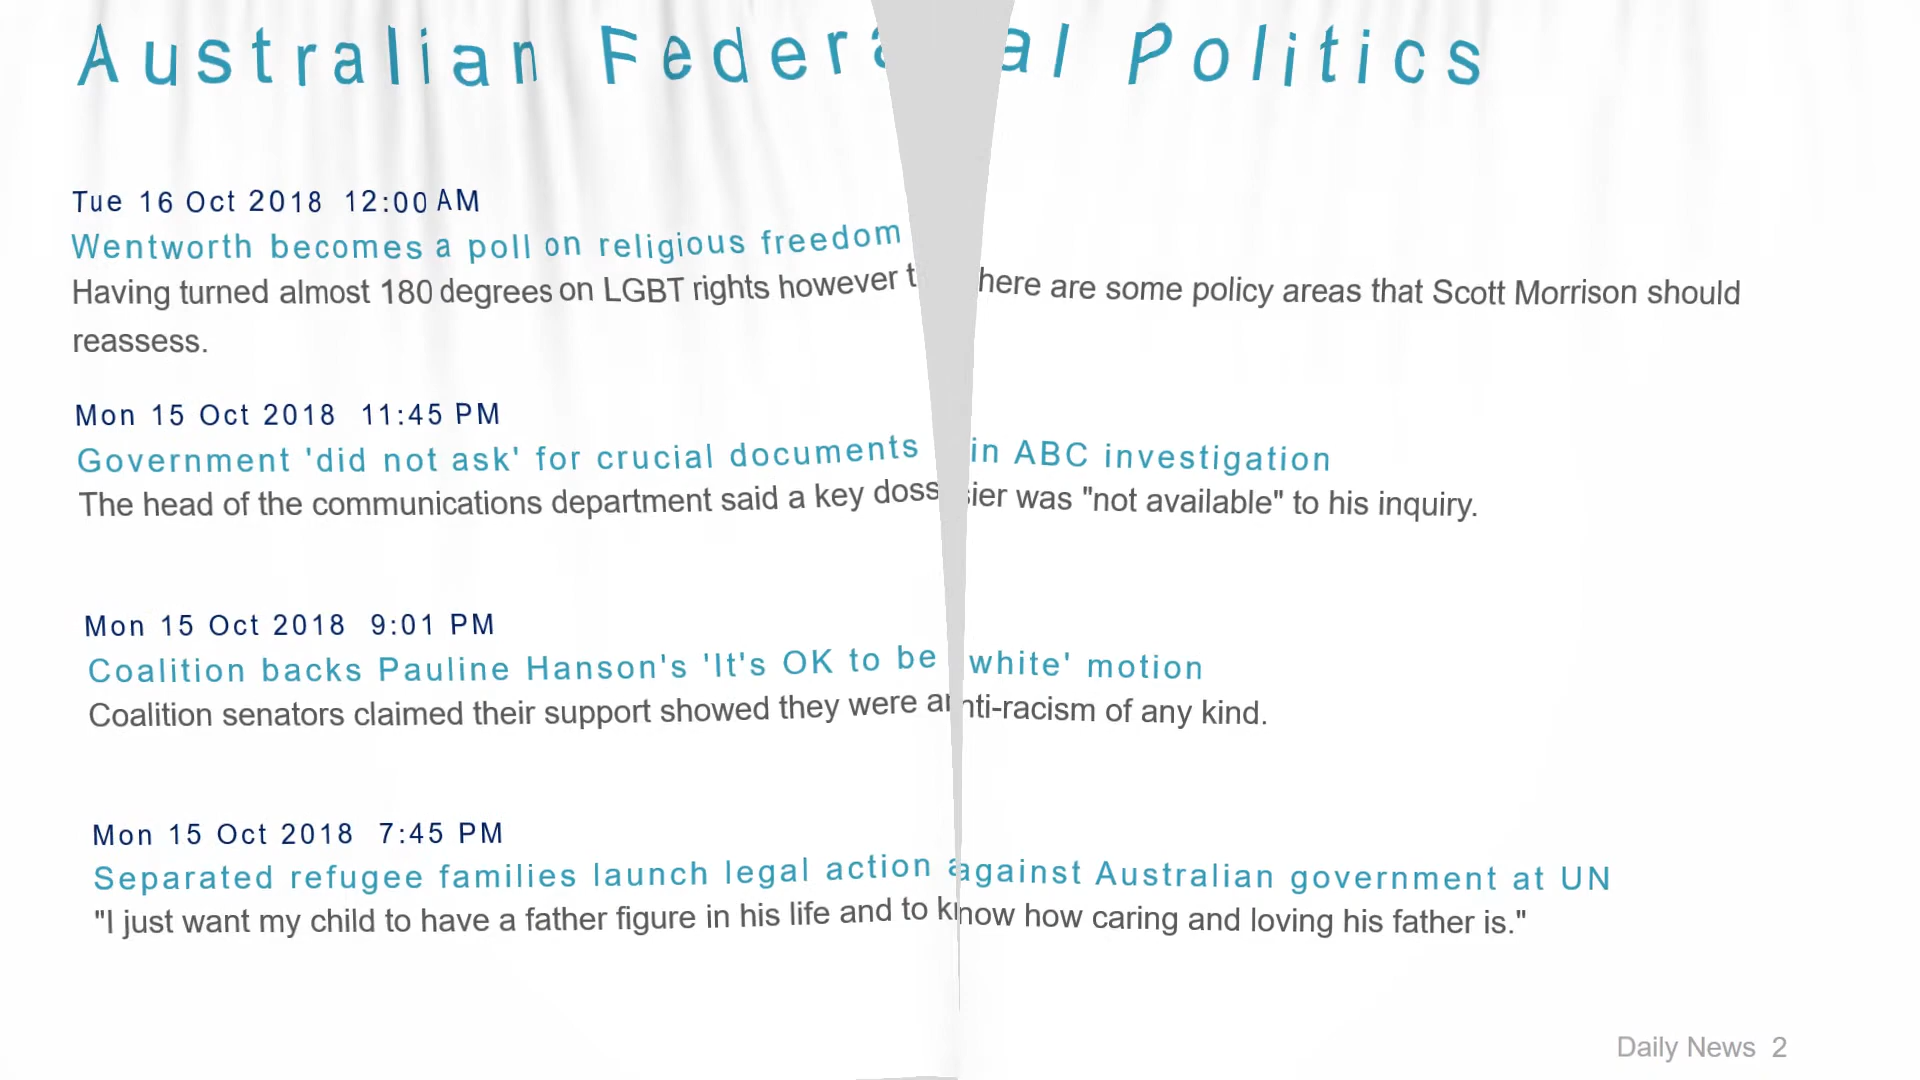 Australian Federal Politics
Tue 16 Oct 2018 12:00 AM
Wentworth becomes a poll on religious freedom
Having turned almost 180 degrees on LGBT rights however there are some policy areas that Scott Morrison should
reassess.
Mon 15 Oct 2018 11:45 PM
Government 'did not ask' for crucial documents in ABC investigation
The head of the communications department said a key dossier was "not available" to his inquiry.
Mon 15 Oct 2018 9:01 PM
Coalition backs Pauline Hanson's 'It's OK to be white' motion
Coalition senators claimed their support showed they were anti-racism of any kind.
Mon 15 Oct 2018 7:45 PM
Separated refugee families launch legal action against Australian government at UN
"I just want my child to have a father figure in his life and to know how caring and loving his father is."
Daily News 2